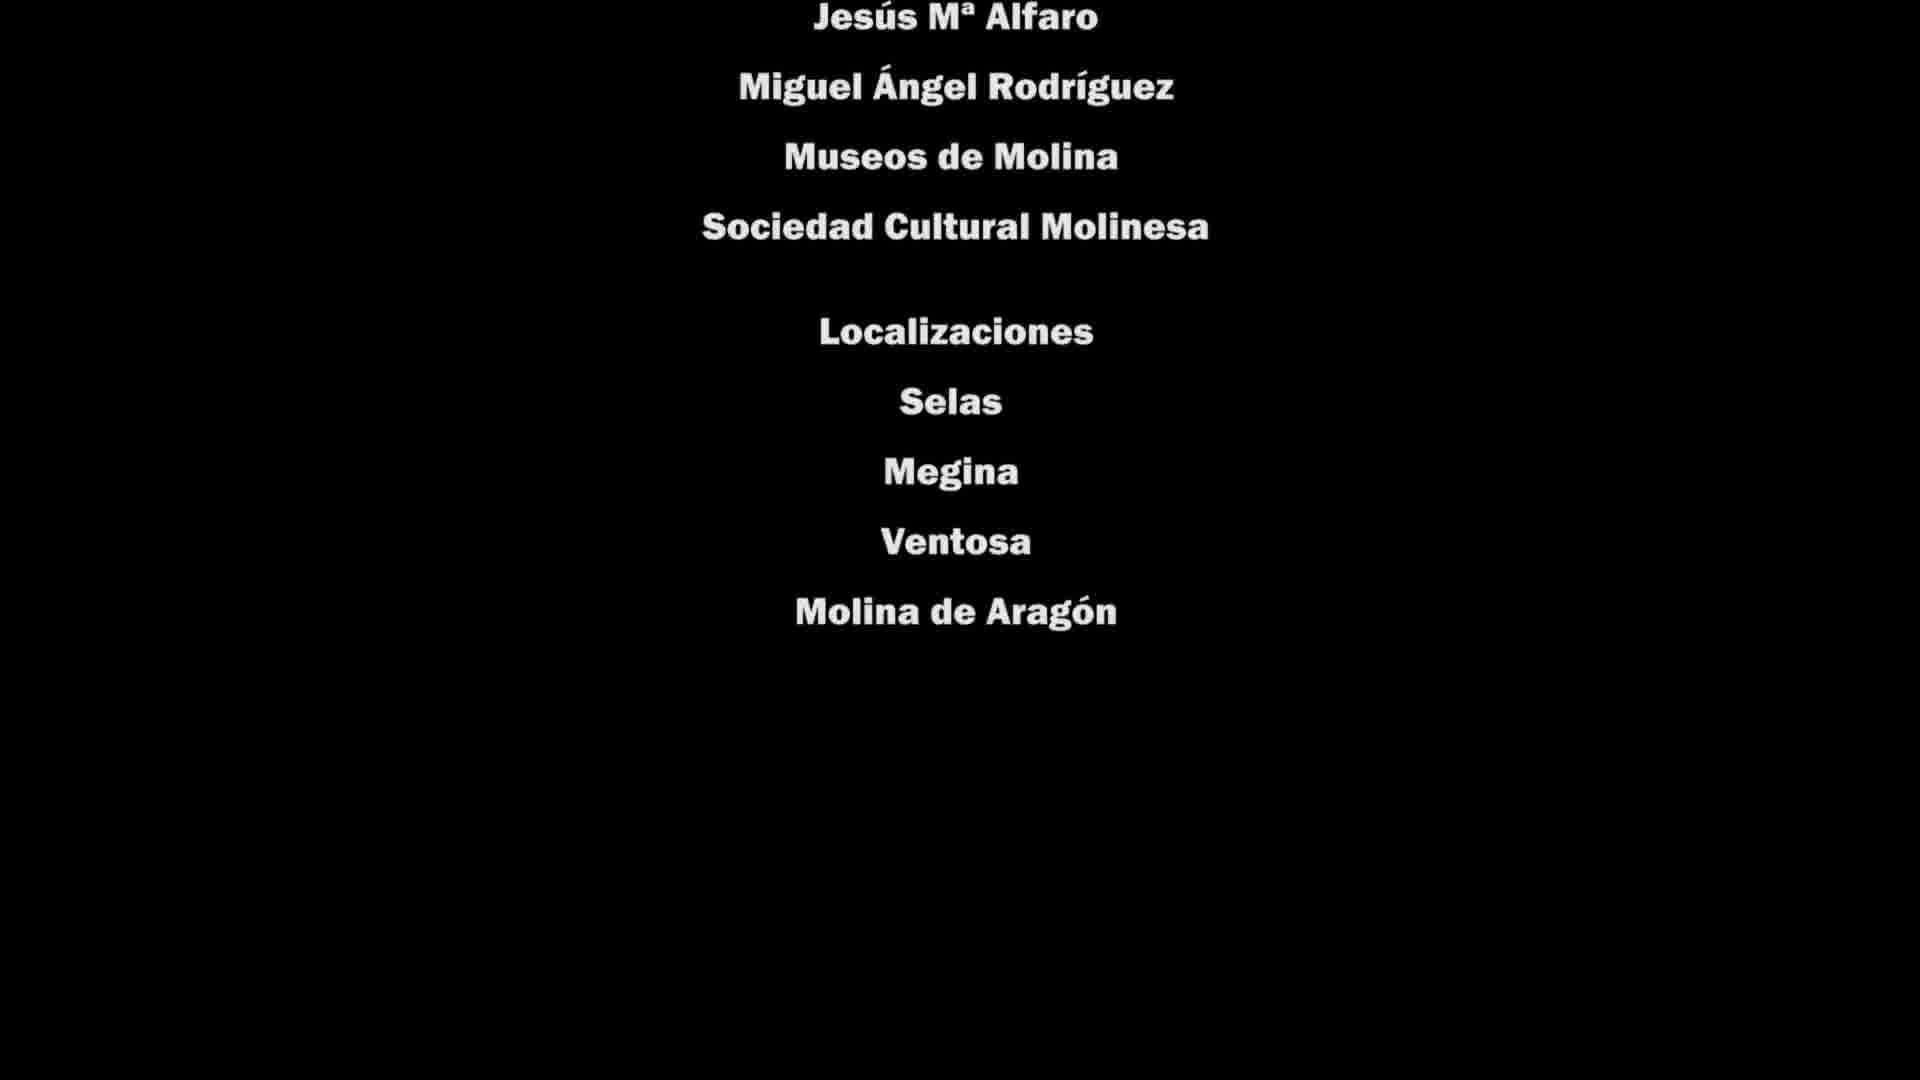 Jesús Mª Alfaro
Miguel Ángel Rodríguez
Museos de Molina
Sociedad Cultural Molinesa
Localizaciones
Selas
Megina
Ventosa
Molina de Aragón